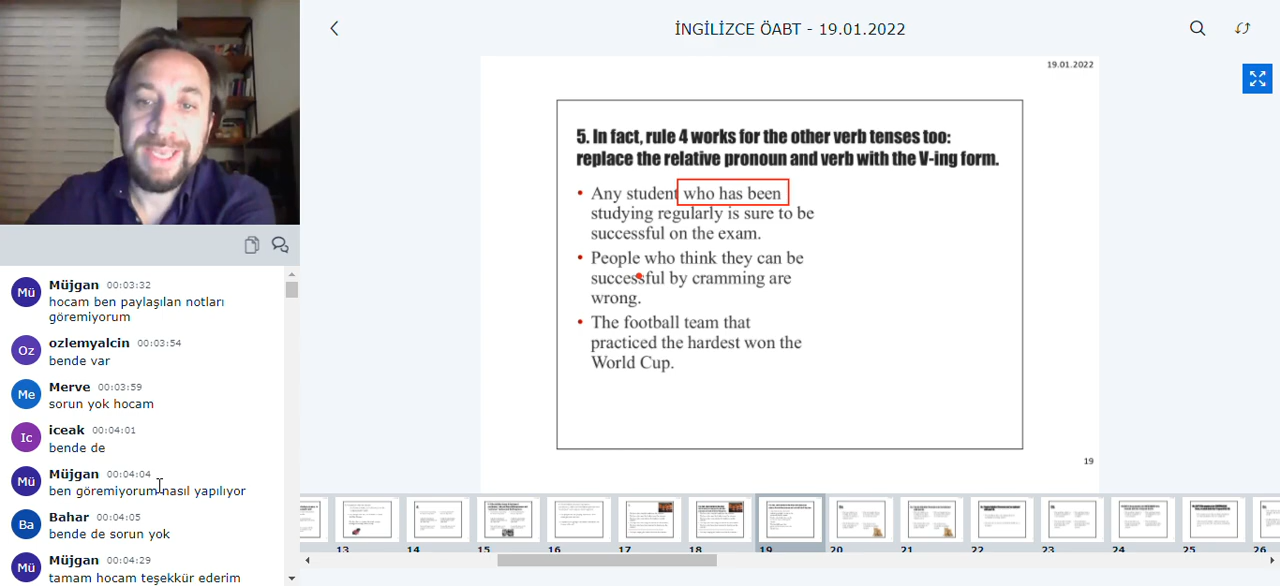 İNGİLİZCE ÖABT - 19.01.2022
19.01.2022
5. In fact, rule 4 works for the other verb tenses too:
replace the relative pronoun and verb with the V-ing form.
• Any student who has been
studying regularly is sure to be
successful on the exam.
• People who think they can be
successful by cramming are
wrong.
• The football team that
practiced the hardest won the
World Cup.
19
Mü
Müjgan 00:03:32
hocam ben paylaşılan notları
göremiyorum
Oz
ozlemyalcin 00:03:54
bende var
Me
Merve 00:03:59
sorun yok hocam
Ic
iceak 00:04:01
bende de
Mü
Müjgan 00:04:04
ben göremiyorum nasıl yapılıyor
Ba
Bahar 00:04:05
bende de sorun yok
Mü
Müjgan 00:04:29
tamam hocam teşekkür ederim
13 14 15 16 17 18 19 20 21 22 23 24 25 26